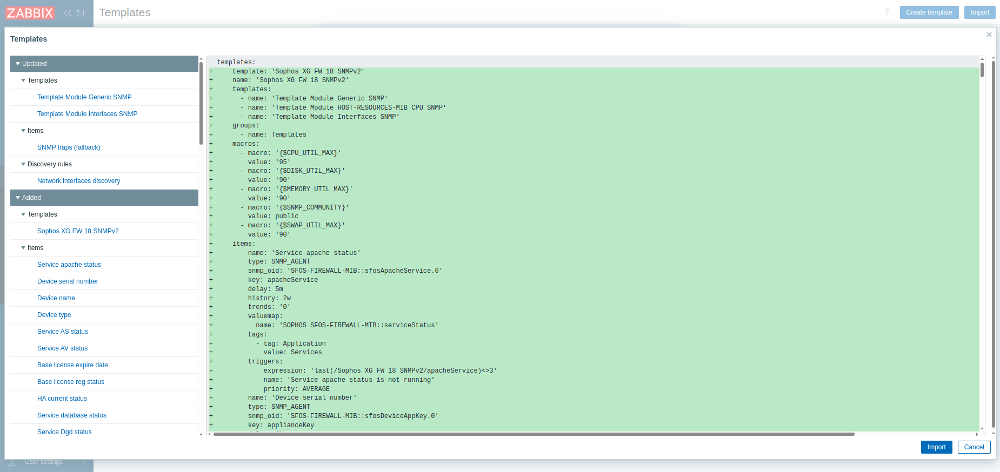 ZABBIX
Templates
?
Create template
Import
zabbix server
Templates
Updated
Templates
Template Module Generic SNMP
Template Module Interfaces SNMP
Items
SNMP traps (fallback)
Discovery rules
Network interfaces discovery
Added
Templates
Sophos XG FW 18 SNMPv2
Items
Service apache status
Device serial number
Device name
Device type
Service AS status
Service AV status
Base license expire date
Base license reg status
HA current status
Service database status
Service Dgd status
templates:
+ template: 'Sophos XG FW 18 SNMPv2'
+ name: 'Sophos XG FW 18 SNMPv2'
+ templates:
+ - name: 'Template Module Generic SNMP'
+ - name: 'Template Module HOST-RESOURCES-MIB CPU SNMP'
+ - name: 'Template Module Interfaces SNMP'
+ groups:
+ - name: Templates
+ macros:
+ - macro: '{$CPU_UTIL_MAX}'
+ value: '95'
+ - macro: '{$DISK_UTIL_MAX}'
+ value: '90'
+ - macro: '{$MEMORY_UTIL_MAX}'
+ value: '90'
+ - macro: '{$SNMP_COMMUNITY}'
+ value: public
+ - macro: '{$SWAP_UTIL_MAX}'
+ value: '90'
+ items:
+ name: 'Service apache status'
+ type: SNMP_AGENT
+ snmp_oid: 'SFOS-FIREWALL-MIB::sfosApacheService.0'
+ key: apacheService
+ delay: 5m
+ history: 2w
+ trends: '0'
+ valuemap:
+ name: 'SOPHOS SFOS-FIREWALL-MIB::serviceStatus'
+ tags:
+ - tag: Application
+ value: Services
+ triggers:
+ expression: 'last(/Sophos XG FW 18 SNMPv2/apacheService)<>3'
+ name: 'Service apache status is not running'
+ priority: AVERAGE
+ name: 'Device serial number'
+ type: SNMP_AGENT
+ snmp_oid: 'SFOS-FIREWALL-MIB::sfosDeviceAppKey.0'
+ key: applianceKey
Import
Cancel
User settings